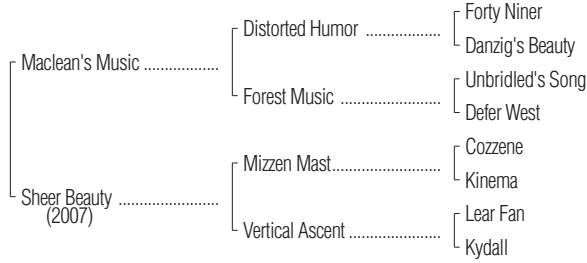 Forty Niner
Distorted Humor ..................
Danzig's Beauty
Maclean's Music ..................
Unbridled's Song
Forest Music ........................
Defer West
Cozzene
Mizzen Mast..........................
Kinema
Sheer Beauty ........................
(2007)
Lear Fan
Vertical Ascent ......................
Kydall